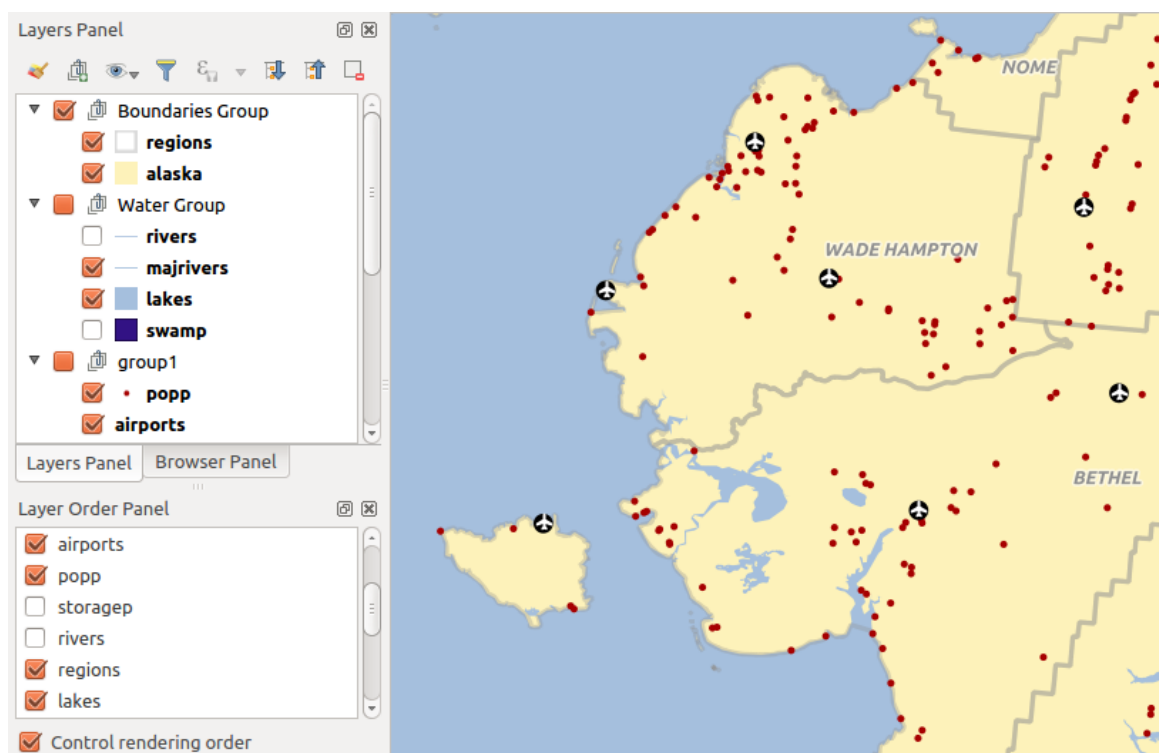 Layers Panel
Boundaries Group
regions
alaska
Water Group
rivers
majrivers
lakes
swamp
group1
popp
airports
Layers Panel
Browser Panel
Layer Order Panel
airports
popp
storagep
rivers
regions
lakes
Control rendering order
NOME
WADE HAMPTON
BETHEL